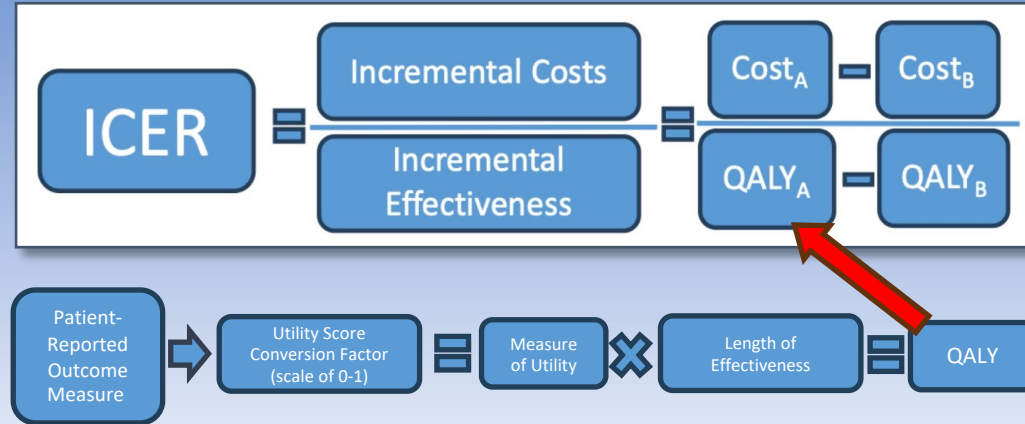 ICER
Incremental Costs
Incremental
Effectiveness
CostA
CostB
QALYA
QALYB
Patient-
Reported
Outcome
Measure
Utility Score
Conversion Factor
(scale of 0-1)
Measure
of Utility
Length of
Effectiveness
QALY